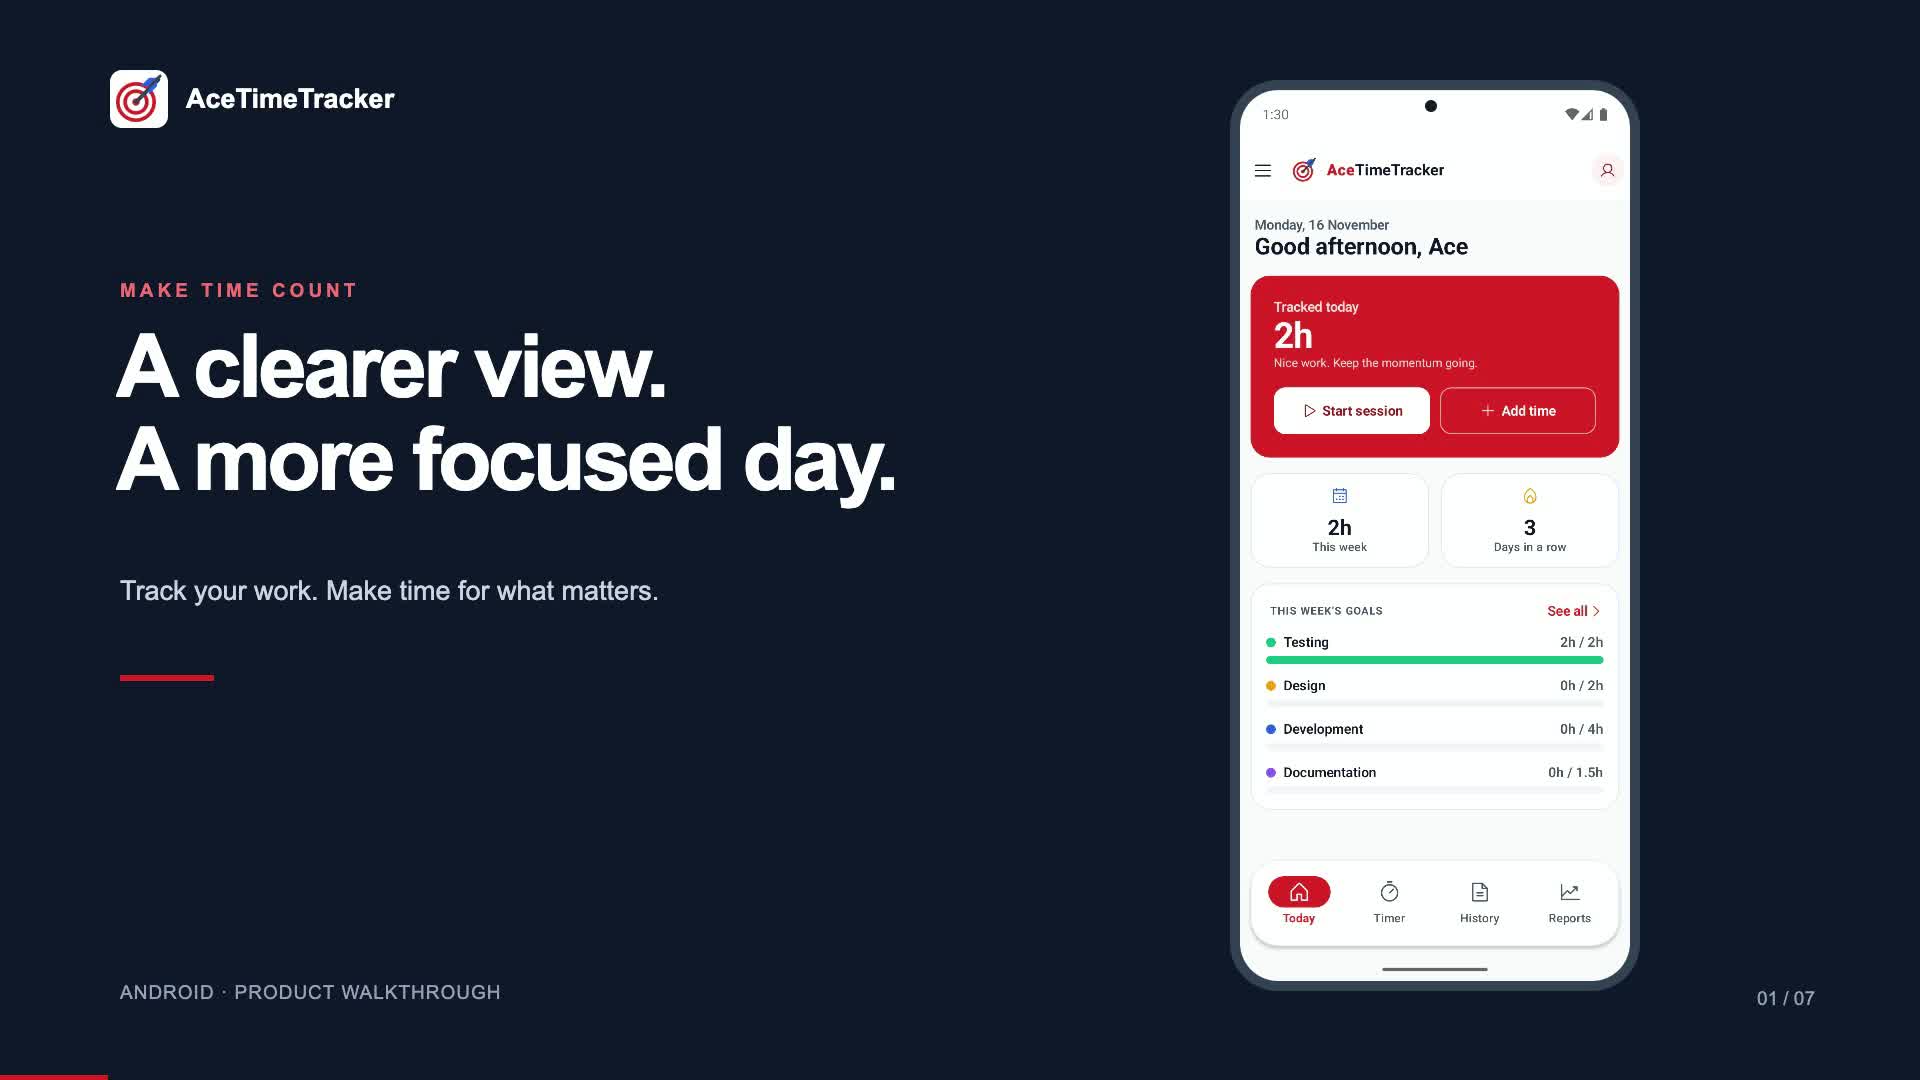 AceTimeTracker
MAKE TIME COUNT
A clearer view.
A more focused day.
Track your work. Make time for what matters.
ANDROID · PRODUCT WALKTHROUGH
1:30
AceTimeTracker
Monday, 16 November
Good afternoon, Ace
Tracked today
2h
Nice work. Keep the momentum going.
Start session
Add time
2h
This week
3
Days in a row
THIS WEEK'S GOALS
See all
Testing 2h / 2h
Design 0h / 2h
Development 0h / 4h
Documentation 0h / 1.5h
Today
Timer
History
Reports
01 / 07